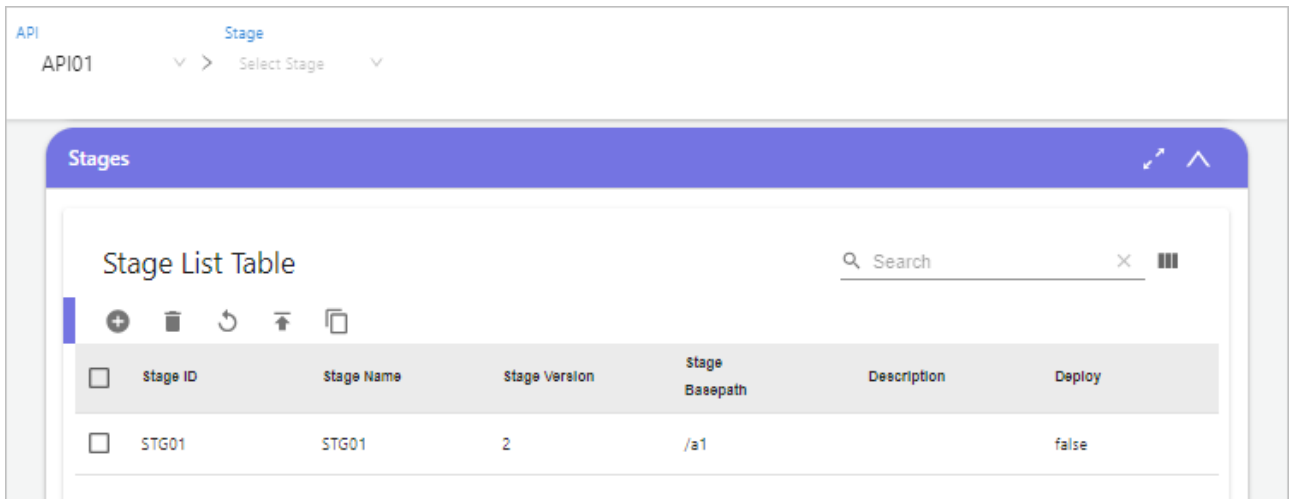 API Stage
API01 > Select Stage
Stages
Stage List Table Search
Stage ID Stage Name Stage Version Stage Basepath Description Deploy
STG01 STG01 2 /a1 false